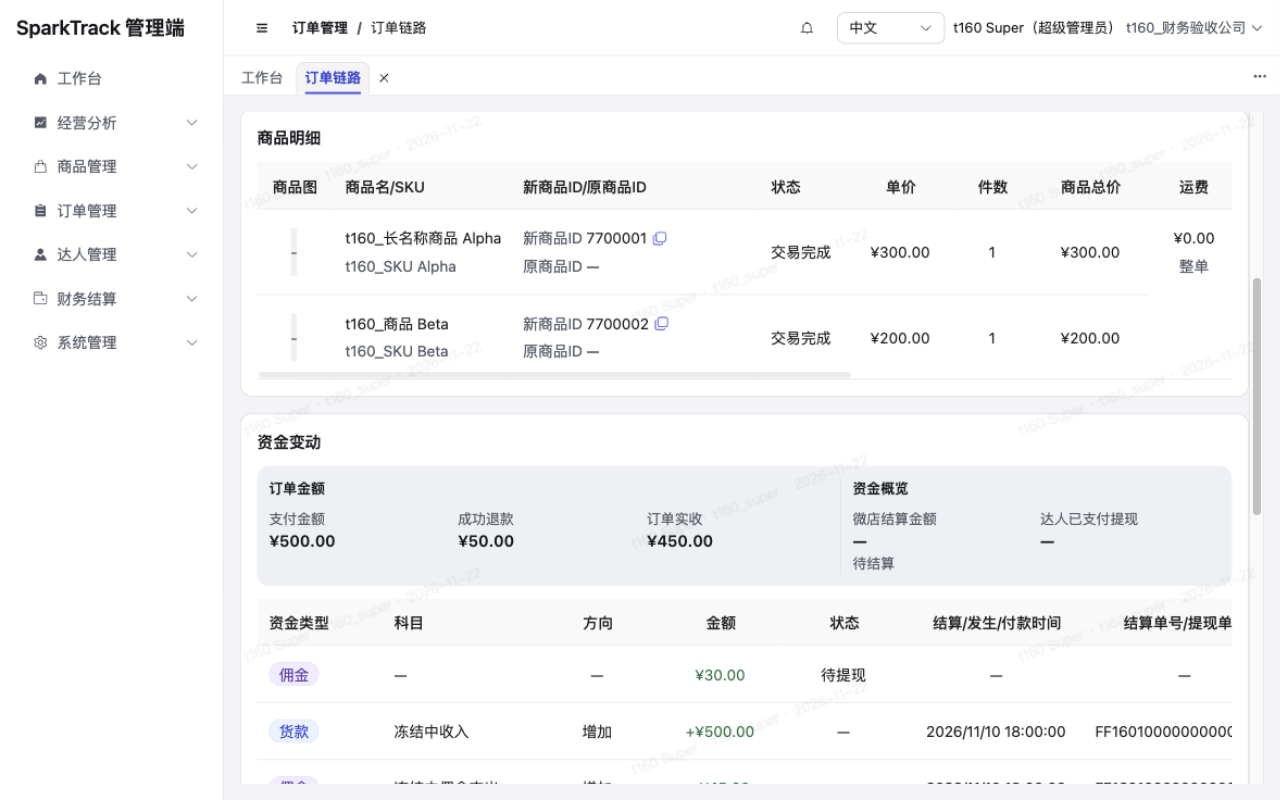 SparkTrack 管理端
订单管理 / 订单链路
中文
t160 Super（超级管理员）
t160_财务验收公司
工作台
经营分析
商品管理
订单管理
达人管理
财务结算
系统管理
工作台
订单链路
商品明细
商品图 商品名/SKU 新商品ID/原商品ID 状态 单价 件数 商品总价 运费
- t160_长名称商品 Alpha 新商品ID 7700001 交易完成 ¥300.00 1 ¥300.00 ¥0.00
t160_SKU Alpha 原商品ID — 整单
- t160_商品 Beta 新商品ID 7700002 交易完成 ¥200.00 1 ¥200.00
t160_SKU Beta 原商品ID —
资金变动
订单金额 资金概览
支付金额 成功退款 订单实收 微店结算金额 达人已支付提现
¥500.00 ¥50.00 ¥450.00 — —
待结算
资金类型 科目 方向 金额 状态 结算/发生/付款时间 结算单号/提现单
佣金 — — ¥30.00 待提现 — —
货款 冻结中收入 增加 +¥500.00 — 2026/11/10 18:00:00 FF16010000000000
t160_super · 2026-11-22
t160 Super · 2026-11-22